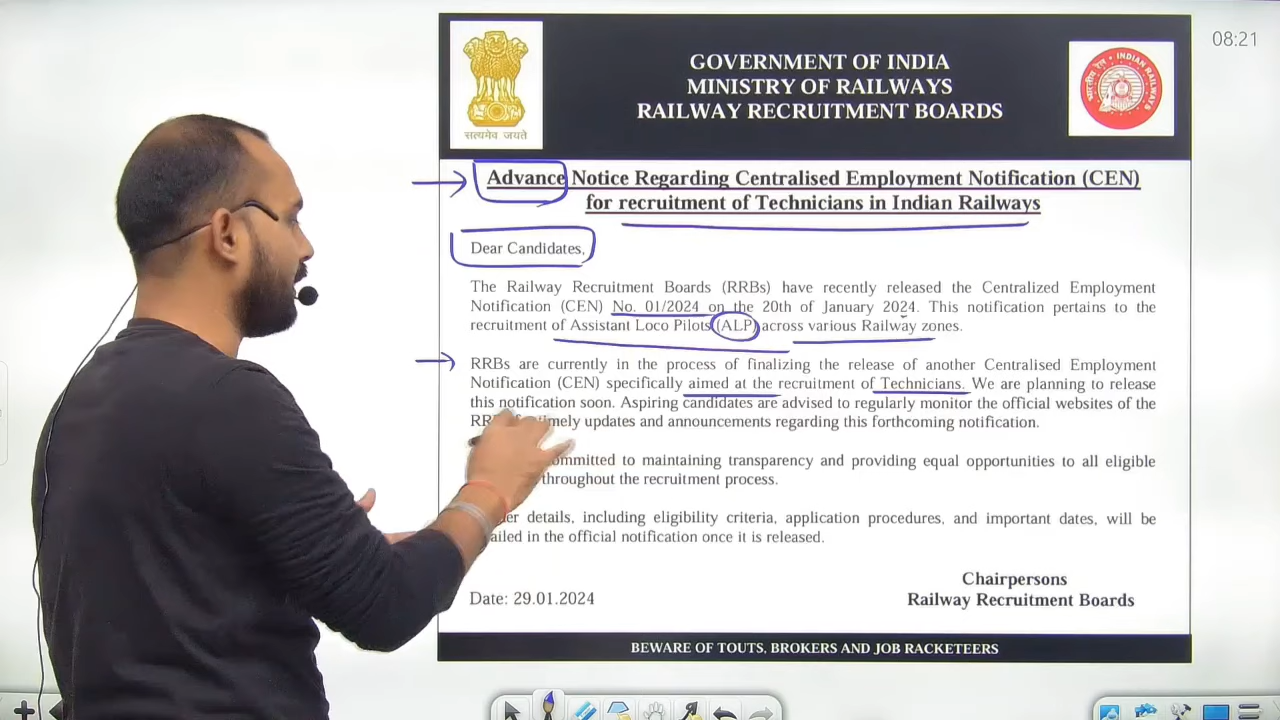 08:21
GOVERNMENT OF INDIA
MINISTRY OF RAILWAYS
RAILWAY RECRUITMENT BOARDS
सत्यमेव जयते
INDIAN RAILWAYS
भारतीय रेल
Advance Notice Regarding Centralised Employment Notification (CEN)
for recruitment of Technicians in Indian Railways
Dear Candidates,
The Railway Recruitment Boards (RRBs) have recently released the Centralized Employment
Notification (CEN) No. 01/2024 on the 20th of January 2024. This notification pertains to the
recruitment of Assistant Loco Pilots (ALP) across various Railway zones.
RRBs are currently in the process of finalizing the release of another Centralised Employment
Notification (CEN) specifically aimed at the recruitment of Technicians. We are planning to release
this notification soon. Aspiring candidates are advised to regularly monitor the official websites of the
updates and announcements regarding this forthcoming notification.
to maintaining transparency and providing equal opportunities to all eligible
throughout the recruitment process.
details, including eligibility criteria, application procedures, and important dates, will be
in the official notification once it is released.
Chairpersons
Date: 29.01.2024
Railway Recruitment Boards
BEWARE OF TOUTS, BROKERS AND JOB RACKETEERS